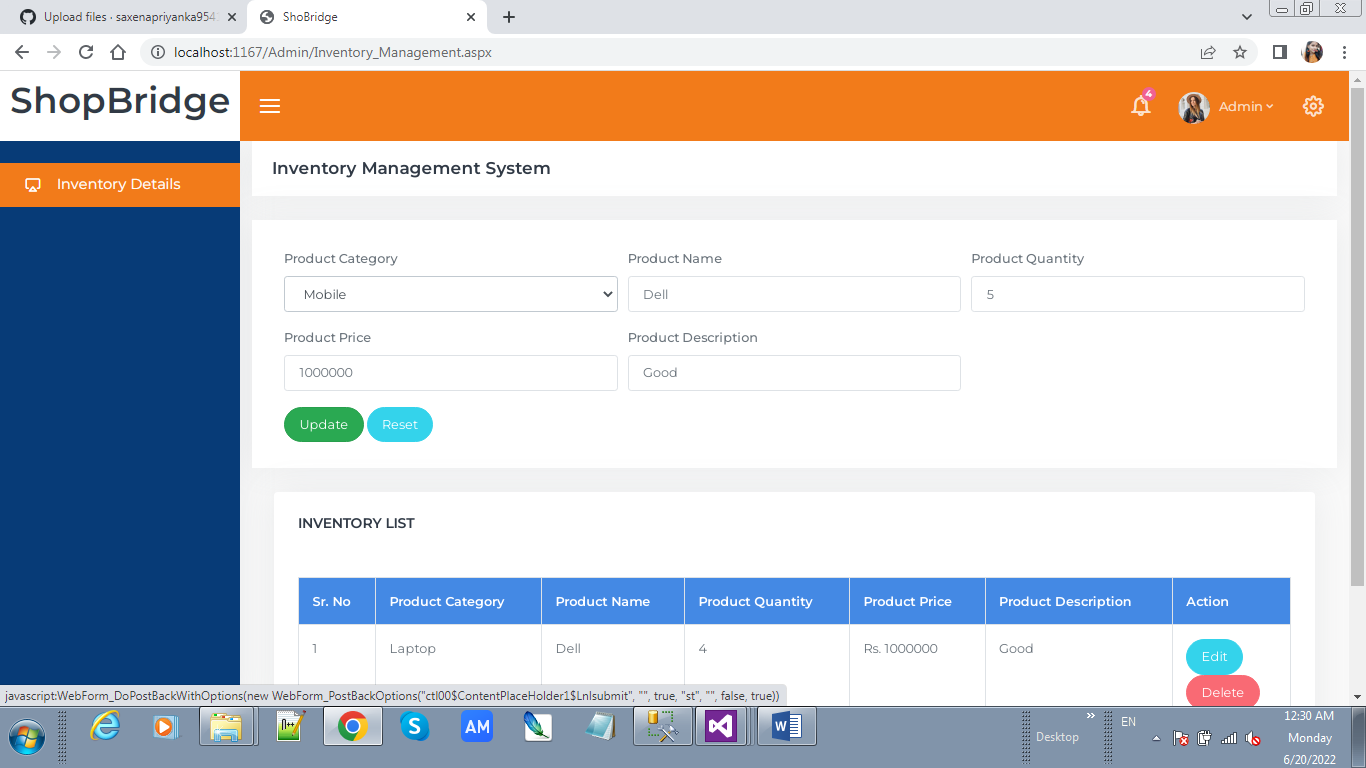 Upload files · saxenapriyanka954
ShoBridge
localhost:1167/Admin/Inventory_Management.aspx
ShopBridge
4
Admin
Inventory Details
Inventory Management System
Product Category
Product Name
Product Quantity
Mobile
Dell
5
Product Price
Product Description
1000000
Good
Update
Reset
INVENTORY LIST
Sr. No
Product Category
Product Name
Product Quantity
Product Price
Product Description
Action
1
Laptop
Dell
4
Rs. 1000000
Good
Edit
Delete
javascript:WebForm_DoPostBackWithOptions(new WebForm_PostBackOptions("ctl00$ContentPlaceHolder1$Lnlsubmit", "", true, "st", "", false, true))
n++
S
AM
W
Desktop
»
EN
12:30 AM
Monday
6/20/2022